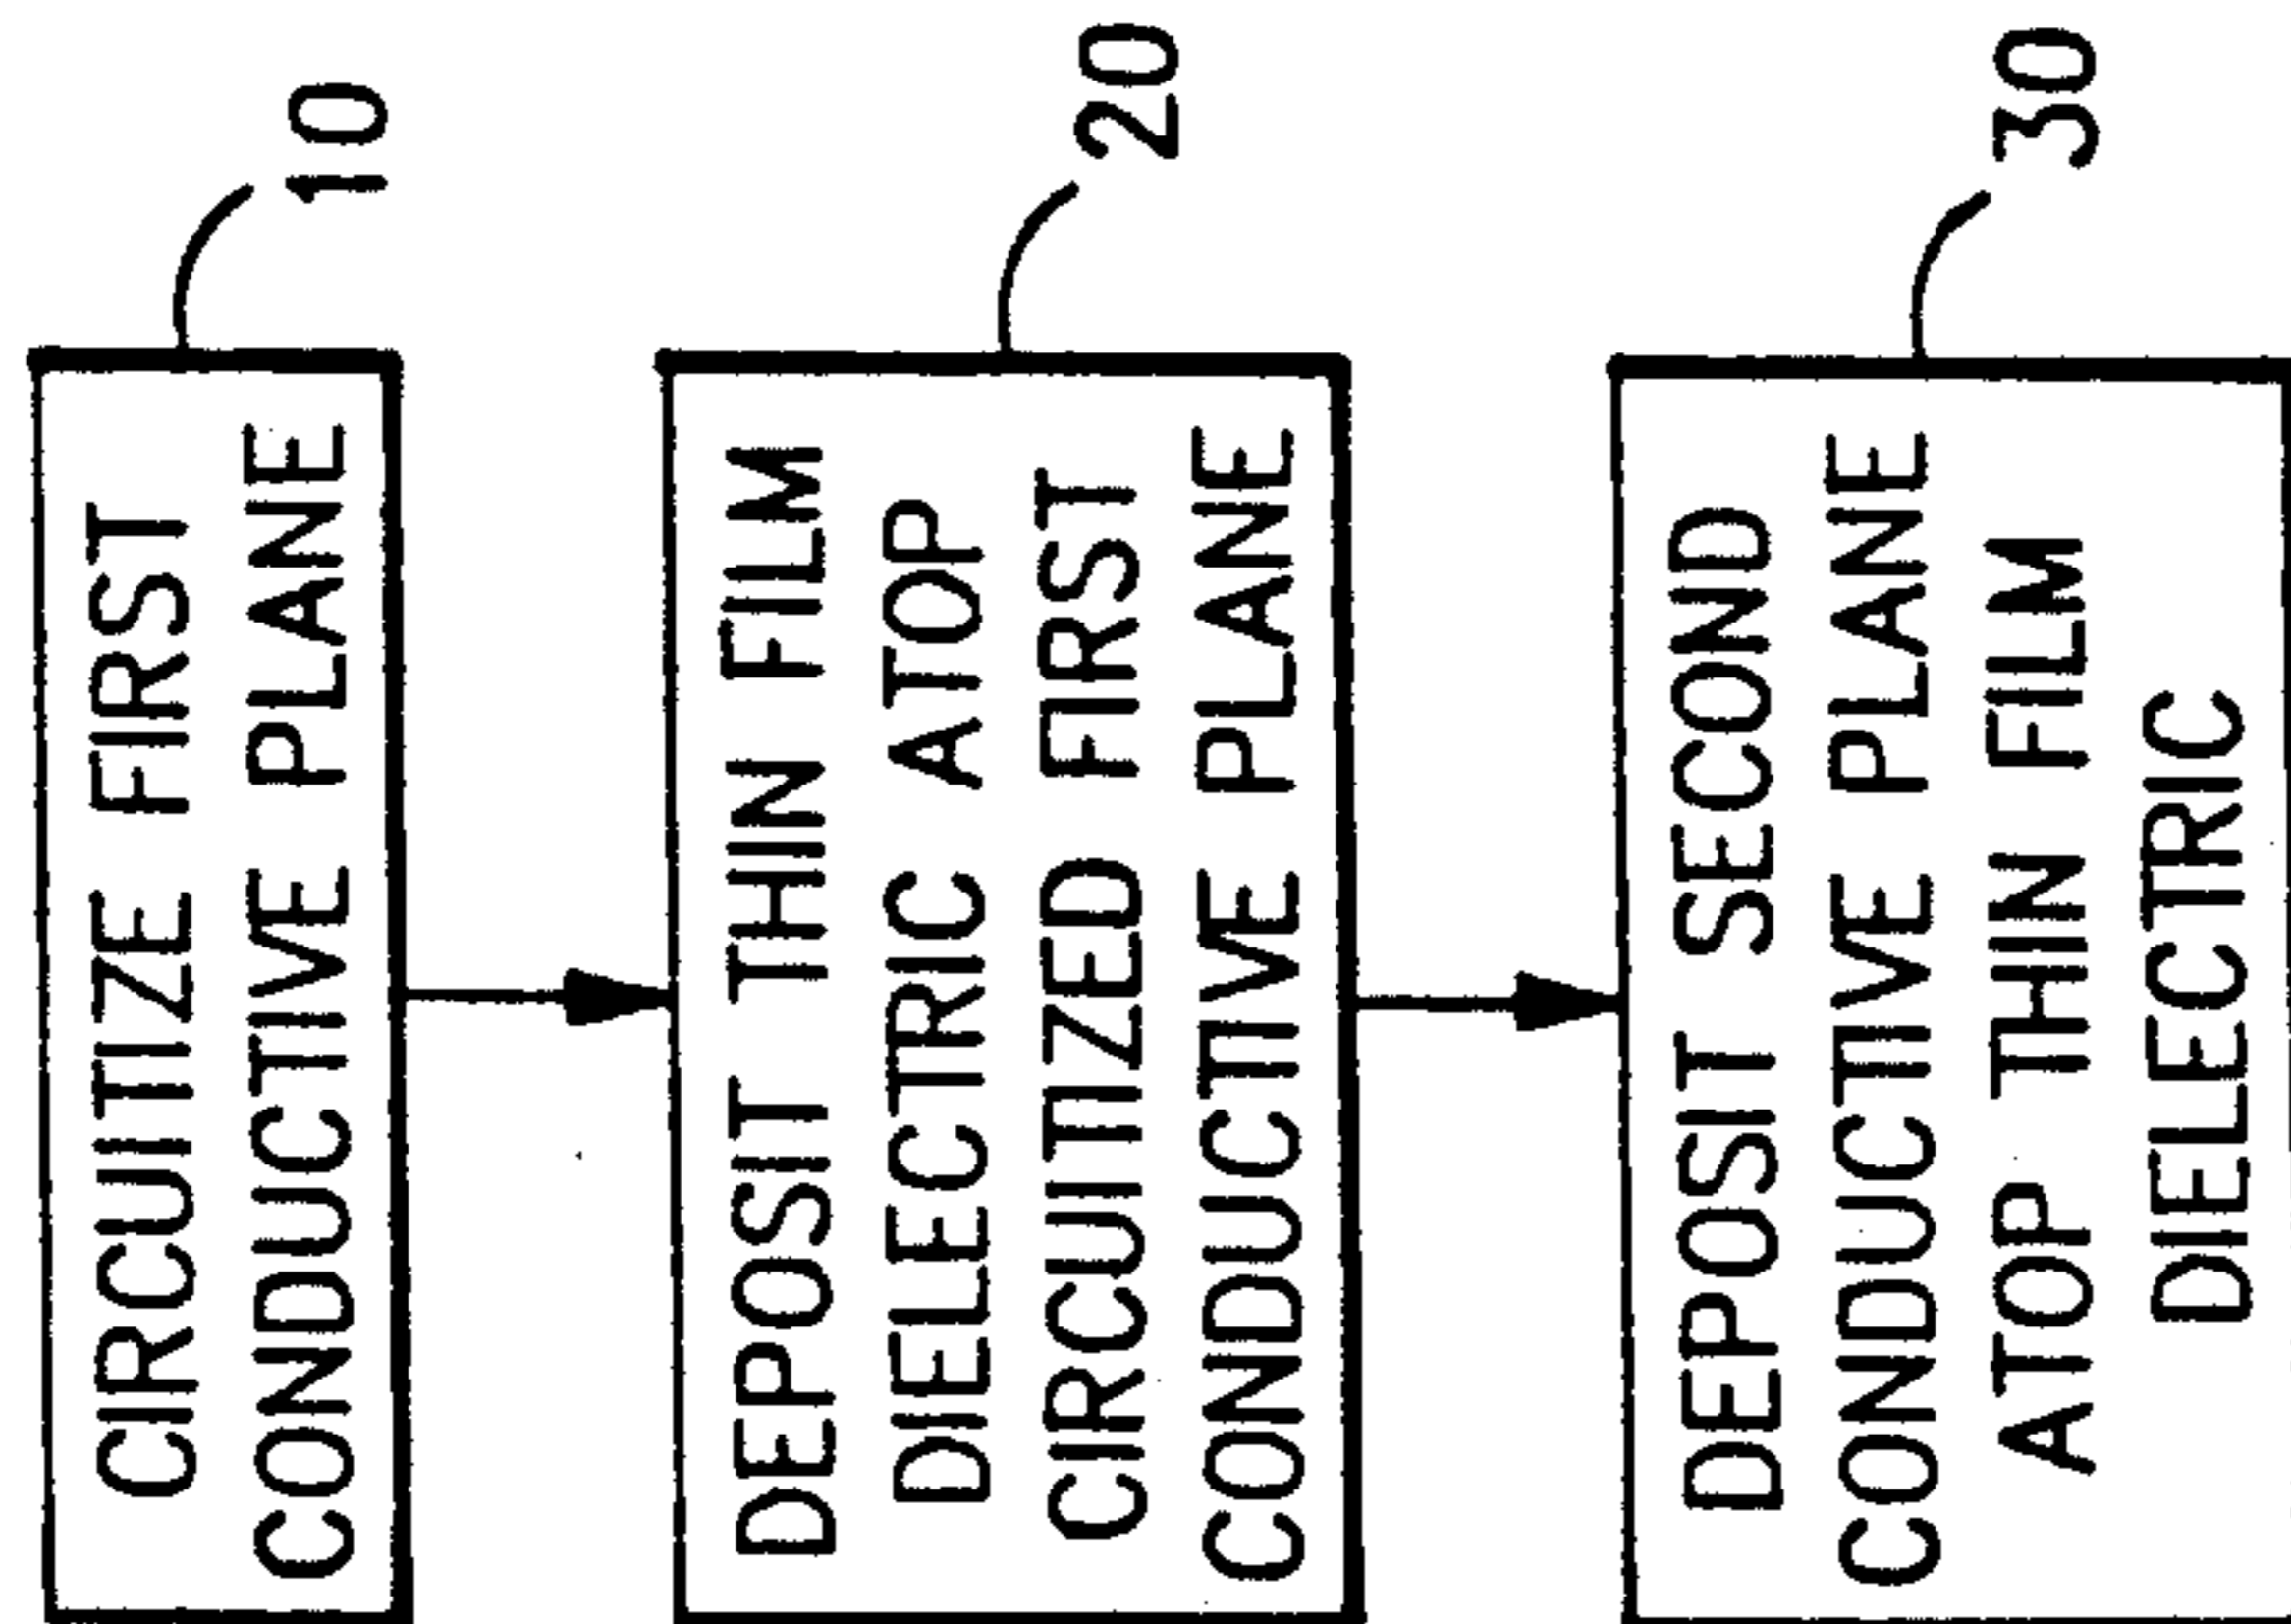 CIRCUITIZE FIRST
CONDUCTIVE PLANE
10
DEPOSIT THIN FILM
DIELECTRIC ATOP
CIRCUITIZED FIRST
CONDUCTIVE PLANE
20
DEPOSIT SECOND
CONDUCTIVE PLANE
ATOP THIN FILM
DIELECTRIC
30